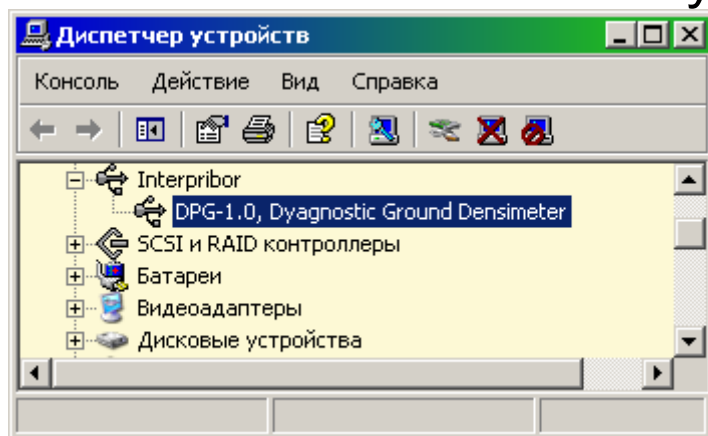 Диспетчер устройств
Консоль Действие Вид Справка
Interpribor
DPG-1.0, Dyagnostic Ground Densimeter
SCSI и RAID контроллеры
Батареи
Видеоадаптеры
Дисковые устройства